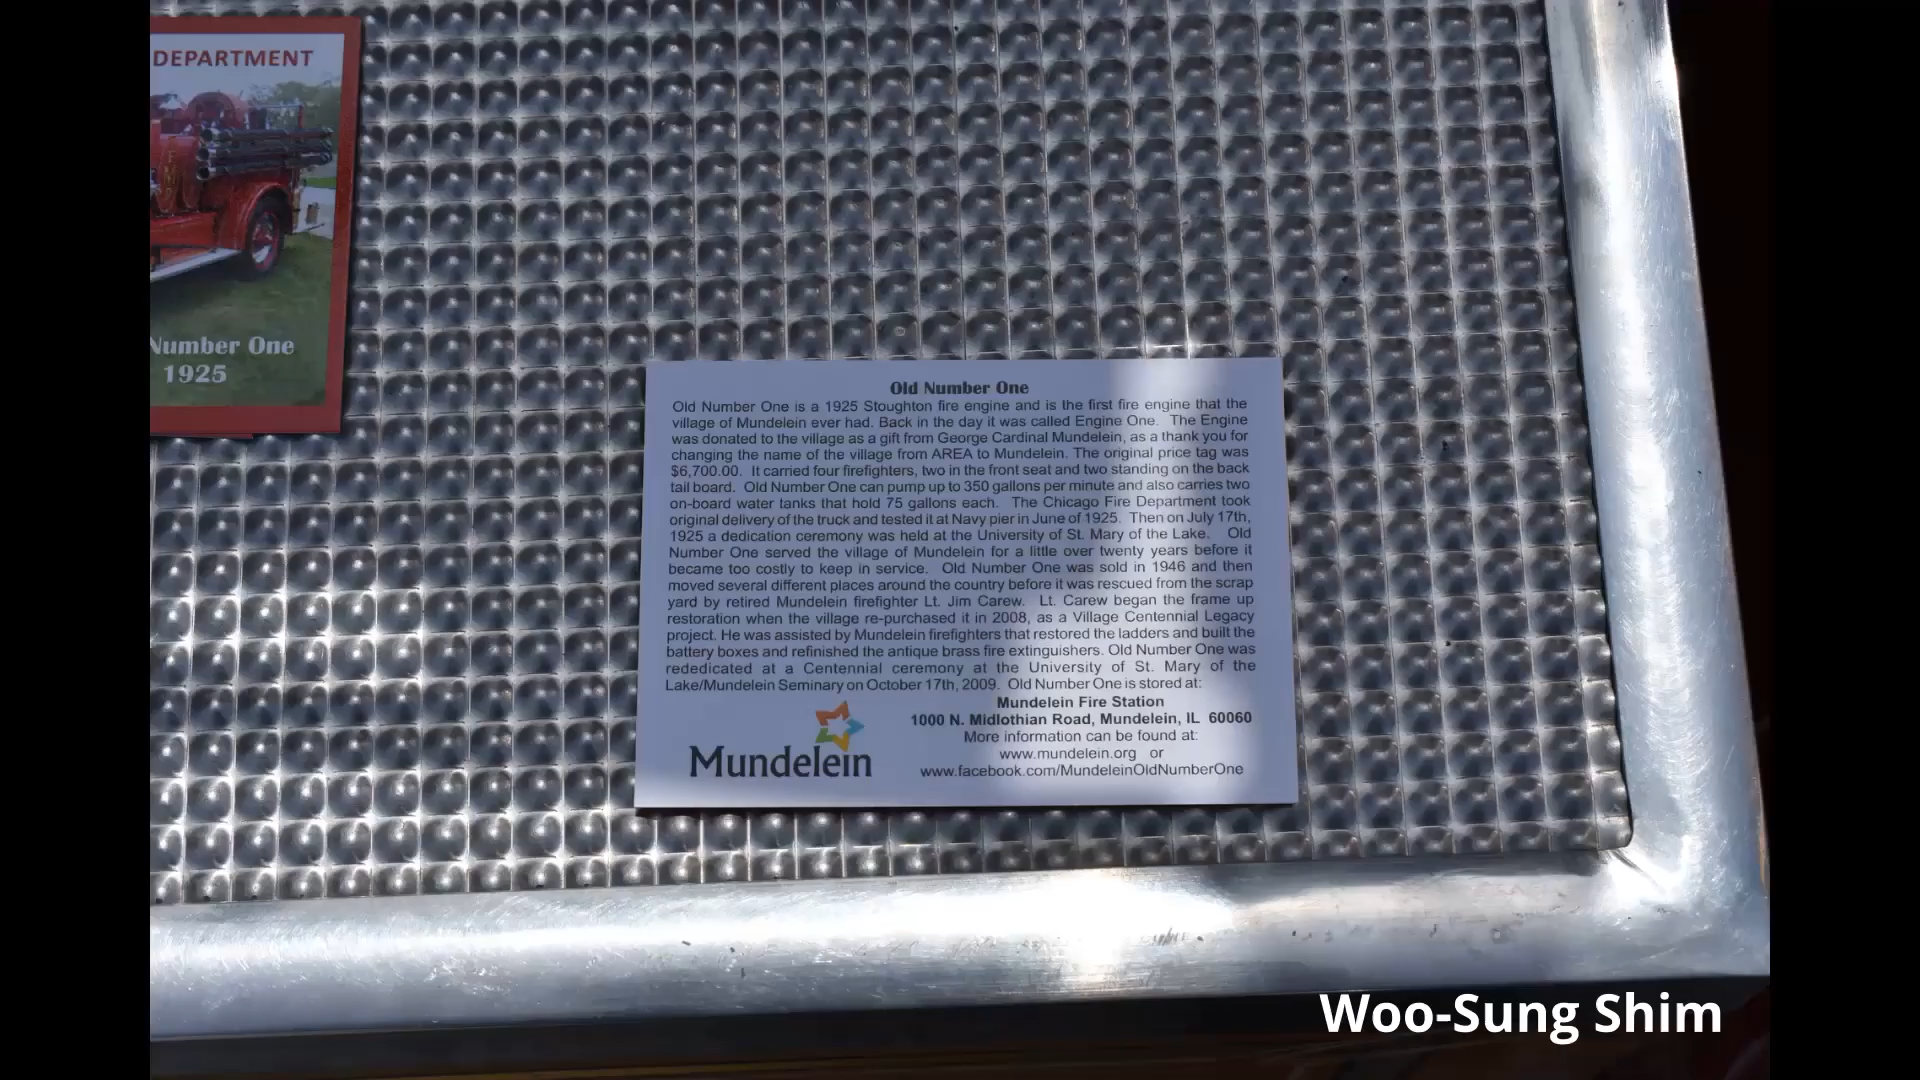 DEPARTMENT
Number One
1925
Old Number One
Old Number One is a 1925 Stoughton fire engine and is the first fire engine that the
village of Mundelein ever had. Back in the day it was called Engine One. The Engine
was donated to the village as a gift from George Cardinal Mundelein, as a thank you for
changing the name of the village from AREA to Mundelein. The original price tag was
$6,700.00. It carried four firefighters, two in the front seat and two standing on the back
tail board. Old Number One can pump up to 350 gallons per minute and also carries two
on-board water tanks that hold 75 gallons each. The Chicago Fire Department took
original delivery of the truck and tested it at Navy pier in June of 1925. Then on July 17th,
1925 a dedication ceremony was held at the University of St. Mary of the Lake. Old
Number One served the village of Mundelein for a little over twenty years before it
became too costly to keep in service. Old Number One was sold in 1946 and then
moved several different places around the country before it was rescued from the scrap
yard by retired Mundelein firefighter Lt. Jim Carew. Lt. Carew began the frame up
restoration when the village re-purchased it in 2008, as a Village Centennial Legacy
project. He was assisted by Mundelein firefighters that restored the ladders and built the
battery boxes and refinished the antique brass fire extinguishers. Old Number One was
rededicated at a Centennial ceremony at the University of St. Mary of the
Lake/Mundelein Seminary on October 17th, 2009. Old Number One is stored at:
Mundelein Fire Station
1000 N. Midlothian Road, Mundelein, IL 60060
More information can be found at:
www.mundelein.org or
www.facebook.com/MundeleinOldNumberOne
Mundelein
Woo-Sung Shim